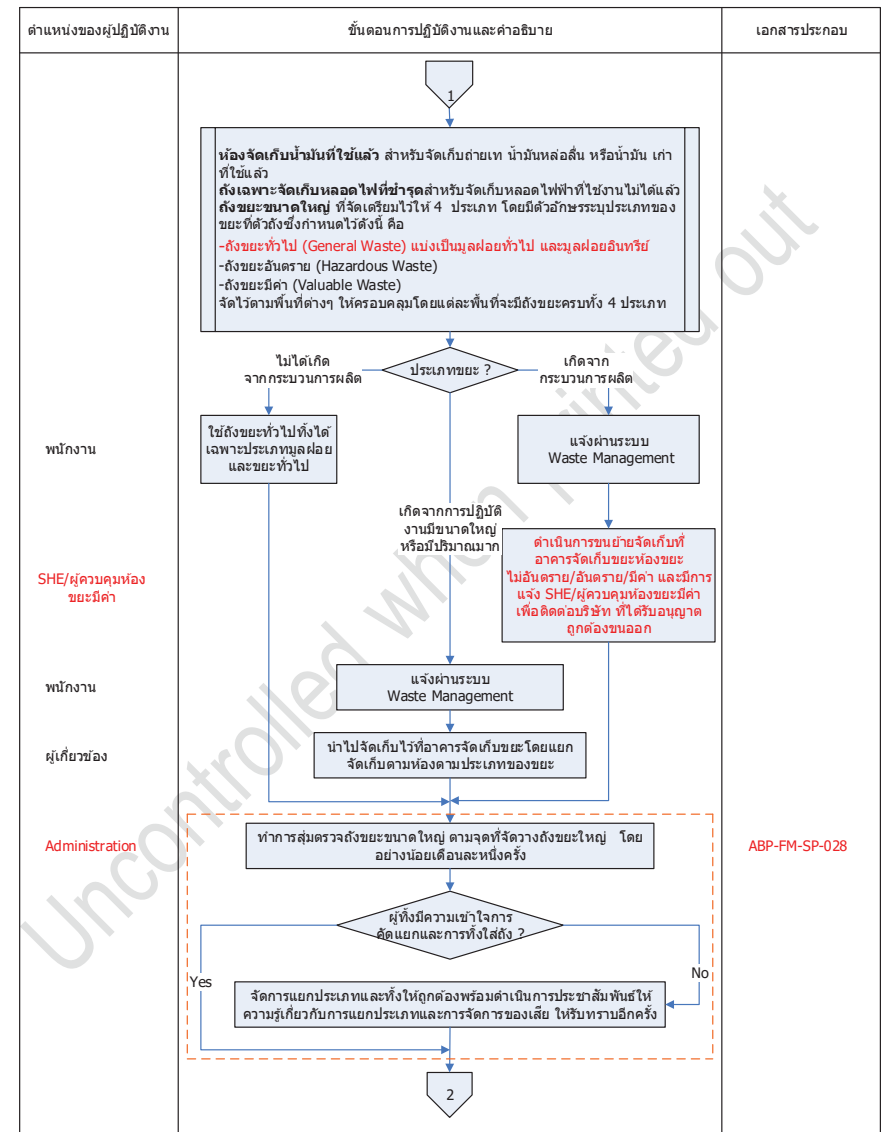 ตำแหน่งของผู้ปฏิบัติงาน
ขั้นตอนการปฏิบัติงานและคำอธิบาย
เอกสารประกอบ
1
ห้องจัดเก็บน้ำมันที่ใช้แล้ว สำหรับจัดเก็บถ่ายเท น้ำมันหล่อลื่น หรือน้ำมัน เก่า
ที่ใช้แล้ว
ถังเฉพาะจัดเก็บหลอดไฟที่ชำรุดสำหรับจัดเก็บหลอดไฟฟ้าที่ใช้งานไม่ได้แล้ว
ถังขยะขนาดใหญ่ ที่จัดเตรียมไว้ให้ 4 ประเภท โดยมีตัวอักษรระบุประเภทของ
ขยะที่ตัวถังซึ่งกำหนดไว้ดังนี้ คือ
-ถังขยะทั่วไป (General Waste) แบ่งเป็นมูลฝอยทั่วไป และมูลฝอยอินทรีย์
-ถังขยะอันตราย (Hazardous Waste)
-ถังขยะมีค่า (Valuable Waste)
จัดไว้ตามพื้นที่ต่างๆ ให้ครอบคลุมโดยแต่ละพื้นที่จะมีถังขยะครบทั้ง 4 ประเภท
ไม่ได้เกิด
จากกระบวนการผลิต
ประเภทขยะ ?
เกิดจาก
กระบวนการผลิต
พนักงาน
ใช้ถังขยะทั่วไปทิ้งได้
เฉพาะประเภทมูลฝอย
และขยะทั่วไป
แจ้งผ่านระบบ
Waste Management
เกิดจากการปฏิบัติ
งานมีขนาดใหญ่
หรือมีปริมาณมาก
SHE/ผู้ควบคุมห้อง
ขยะมีค่า
ดำเนินการขนย้ายจัดเก็บที่
อาคารจัดเก็บขยะห้องขยะ
ไม่อันตราย/อันตราย/มีค่า และมีการ
แจ้ง SHE/ผู้ควบคุมห้องขยะมีค่า
เพื่อติดต่อบริษัท ที่ได้รับอนุญาต
ถูกต้องขนออก
พนักงาน
แจ้งผ่านระบบ
Waste Management
ผู้เกี่ยวข้อง
นำไปจัดเก็บไว้ที่อาคารจัดเก็บขยะโดยแยก
จัดเก็บตามห้องตามประเภทของขยะ
Administration
ทำการสุ่มตรวจถังขยะขนาดใหญ่ ตามจุดที่จัดวางถังขยะใหญ่ โดย
อย่างน้อยเดือนละหนึ่งครั้ง
ABP-FM-SP-028
ผู้ทิ้งมีความเข้าใจการ
คัดแยกและการทิ้งใส่ถัง ?
Yes
No
จัดการแยกประเภทและทิ้งให้ถูกต้องพร้อมดำเนินการประชาสัมพันธ์ให้
ความรู้เกี่ยวกับการแยกประเภทและการจัดการของเสีย ให้รับทราบอีกครั้ง
2
Uncontrolled when printed out